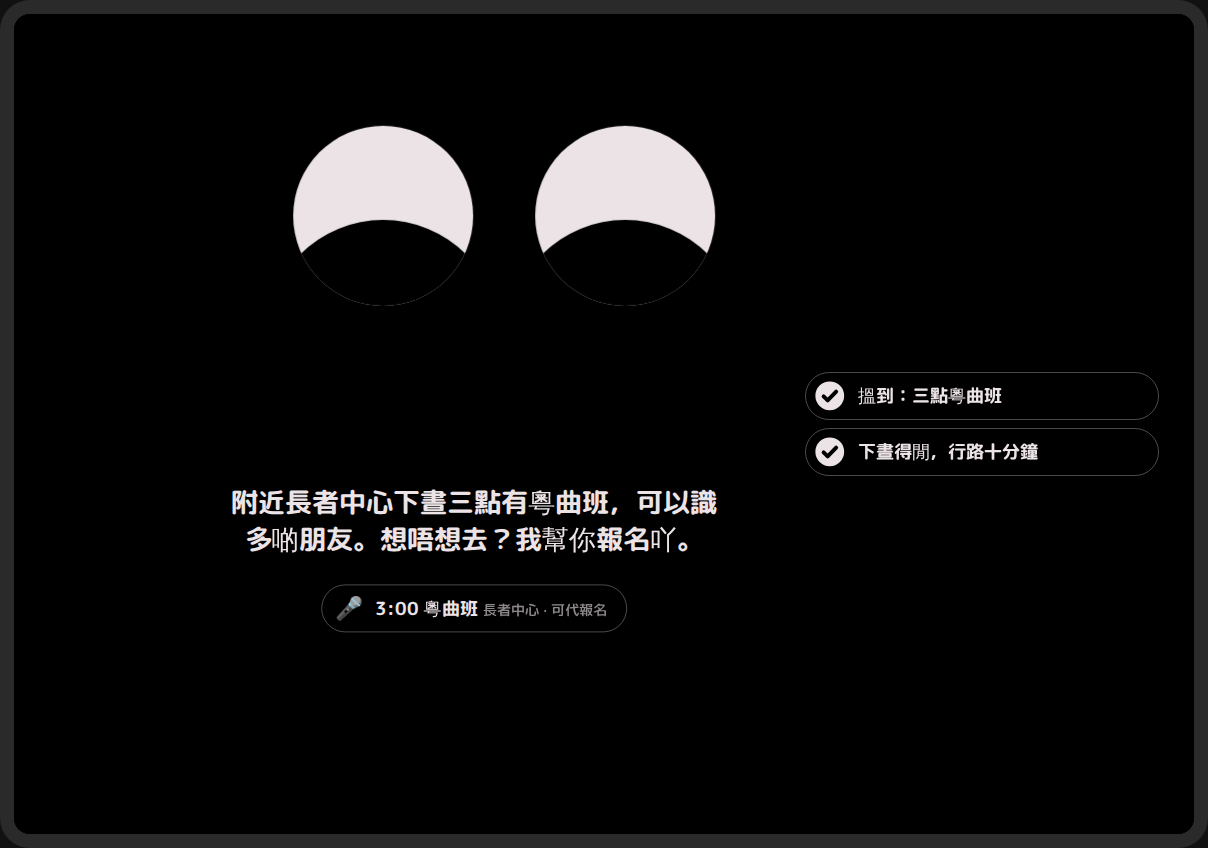 搵到：三點粵曲班
下晝得閒，行路十分鐘
附近長者中心下晝三點有粵曲班，可以識
多啲朋友。想唔想去？我幫你報名吖。
3:00 粵曲班 長者中心 · 可代報名